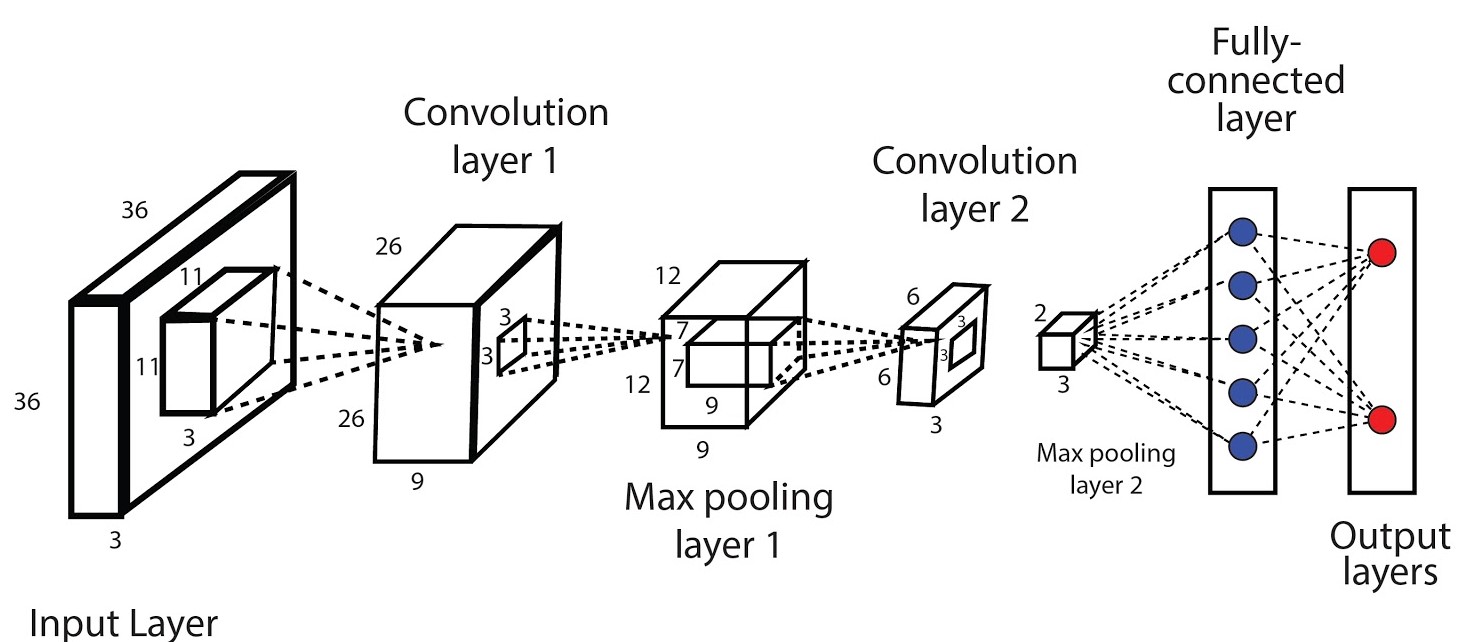 Fully-
connected
layer
Convolution
layer 1
Convolution
layer 2
36
11
11
36
3
3
26
3
3
26
9
12
7
7
12
9
9
6
3
3
6
3
2
3
Max pooling
layer 2
Max pooling
layer 1
Output
layers
Input Layer